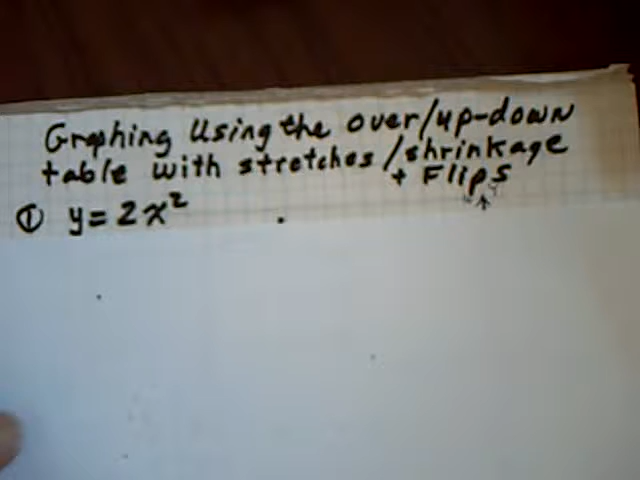 Graphing Using the over/up-down
table with stretches/shrinkage
+ Flips
① y=2x²